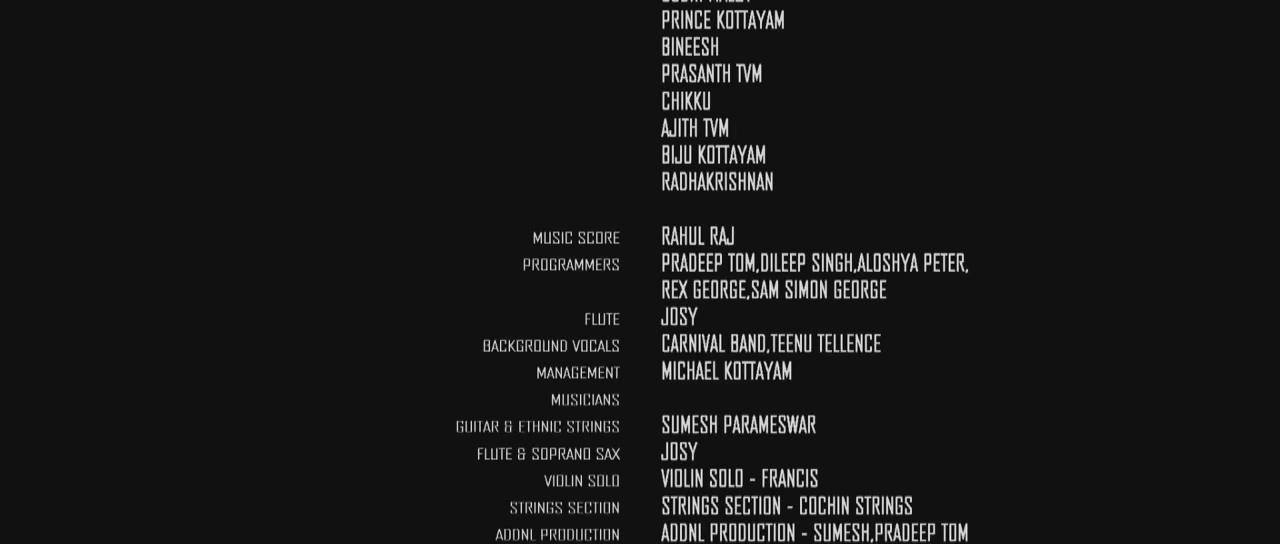 PRINCE KOTTAYAM
BINEESH
PRASANTH TVM
CHIKKU
AJITH TVM
BIJU KOTTAYAM
RADHAKRISHNAN
MUSIC SCORE RAHUL RAJ
PROGRAMMERS PRADEEP TOM,DILEEP SINGH,ALOSHYA PETER,
REX GEORGE,SAM SIMON GEORGE
FLUTE JOSY
BACKGROUND VOCALS CARNIVAL BAND,TEENU TELLENCE
MANAGEMENT MICHAEL KOTTAYAM
MUSICIANS
GUITAR & ETHNIC STRINGS SUMESH PARAMESWAR
FLUTE & SOPRANO SAX JOSY
VIOLIN SOLO VIOLIN SOLO - FRANCIS
STRINGS SECTION STRINGS SECTION - COCHIN STRINGS
ADDNL PRODUCTION ADDNL PRODUCTION - SUMESH,PRADEEP TOM